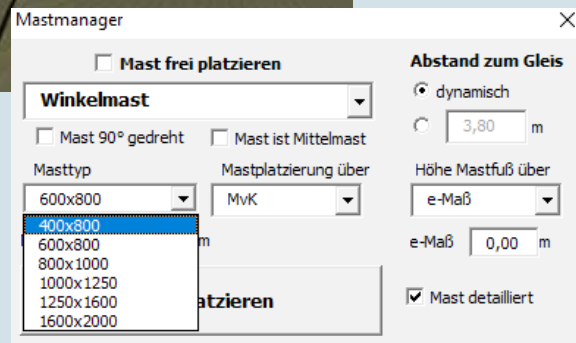 Mastmanager
Mast frei platzieren
Abstand zum Gleis
Winkelmast
dynamisch
3,80 m
Mast 90° gedreht
Mast ist Mittelmast
Masttyp
Mastplatzierung über
Höhe Mastfuß über
600x800
MvK
e-Maß
400x800
600x800
m
800x1000
1000x1250
1250x1600
1600x2000
e-Maß 0,00 m
atzieren
Mast detailliert